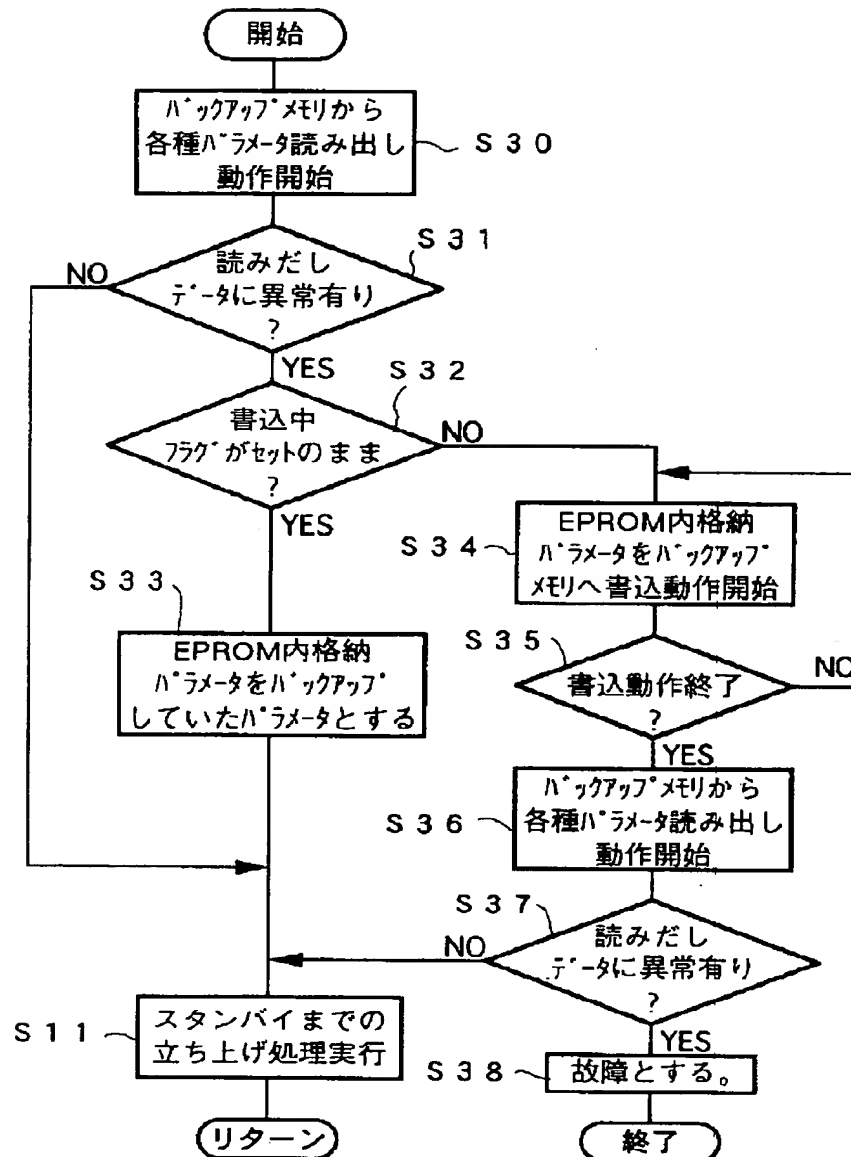 開始
バックアップメモリから
各種パラメータ読み出し
動作開始
S30
S31
読みだし
データに異常有り
?
NO
YES
S32
書込中
フラグがセットのまま
?
NO
YES
S33
EPROM内格納
パラメータをバックアップ
していたパラメータとする
S34
EPROM内格納
パラメータをバックアップ
メモリへ書込動作開始
S35
書込動作終了
?
NO
YES
S36
バックアップメモリから
各種パラメータ読み出し
動作開始
S37
読みだし
データに異常有り
?
NO
YES
S11
スタンバイまでの
立ち上げ処理実行
S38
故障とする。
リターン
終了